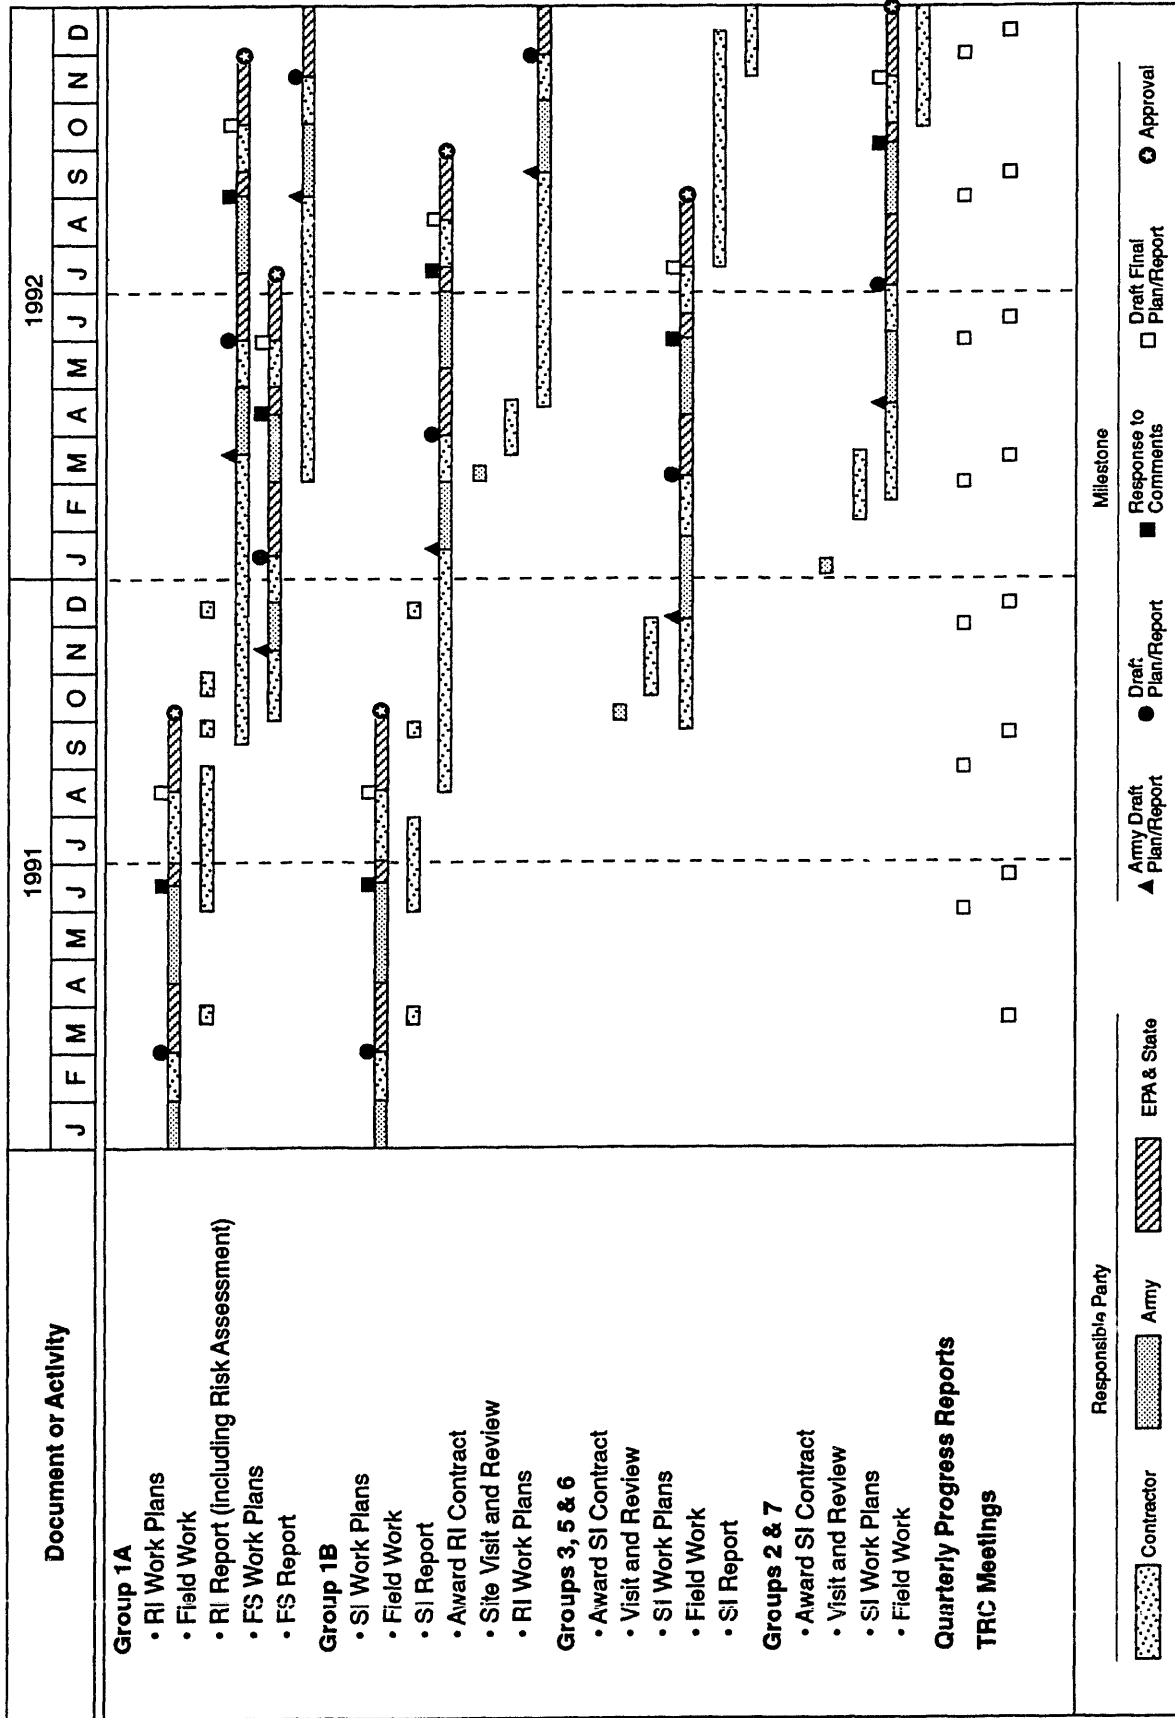 Document or Activity
1991
1992
J F M A M J J A S O N D J F M A M J J A S O N D
Group 1A
• RI Work Plans
• Field Work
• RI Report (including Risk Assessment)
• FS Work Plans
• FS Report
Group 1B
• SI Work Plans
• Field Work
• SI Report
• Award RI Contract
• Site Visit and Review
• RI Work Plans
Groups 3, 5 & 6
• Award SI Contract
• Visit and Review
• SI Work Plans
• Field Work
• SI Report
Groups 2 & 7
• Award SI Contract
• Visit and Review
• SI Work Plans
• Field Work
Quarterly Progress Reports
TRC Meetings
Responsible Party
Contractor
Army
EPA & State
Milestone
Army Draft
Plan/Report
Draft
Plan/Report
Response to
Comments
Draft Final
Plan/Report
Approval